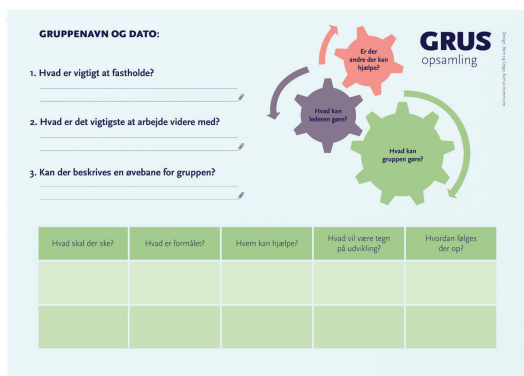 GRUPPENAVN OG DATO:
GRUS
opsamling
1. Hvad er vigtigt at fastholde?
2. Hvad er det vigtigste at arbejde videre med?
3. Kan der beskrives en øvebane for gruppen?
Er der
andre der kan
hjælpe?
Hvad kan
lederen gøre?
Hvad kan
gruppen gøre?
Hvad skal der ske?
Hvad er formålet?
Hvem kan hjælpe?
Hvad vil være tegn
på udvikling?
Hvordan følges
der op?